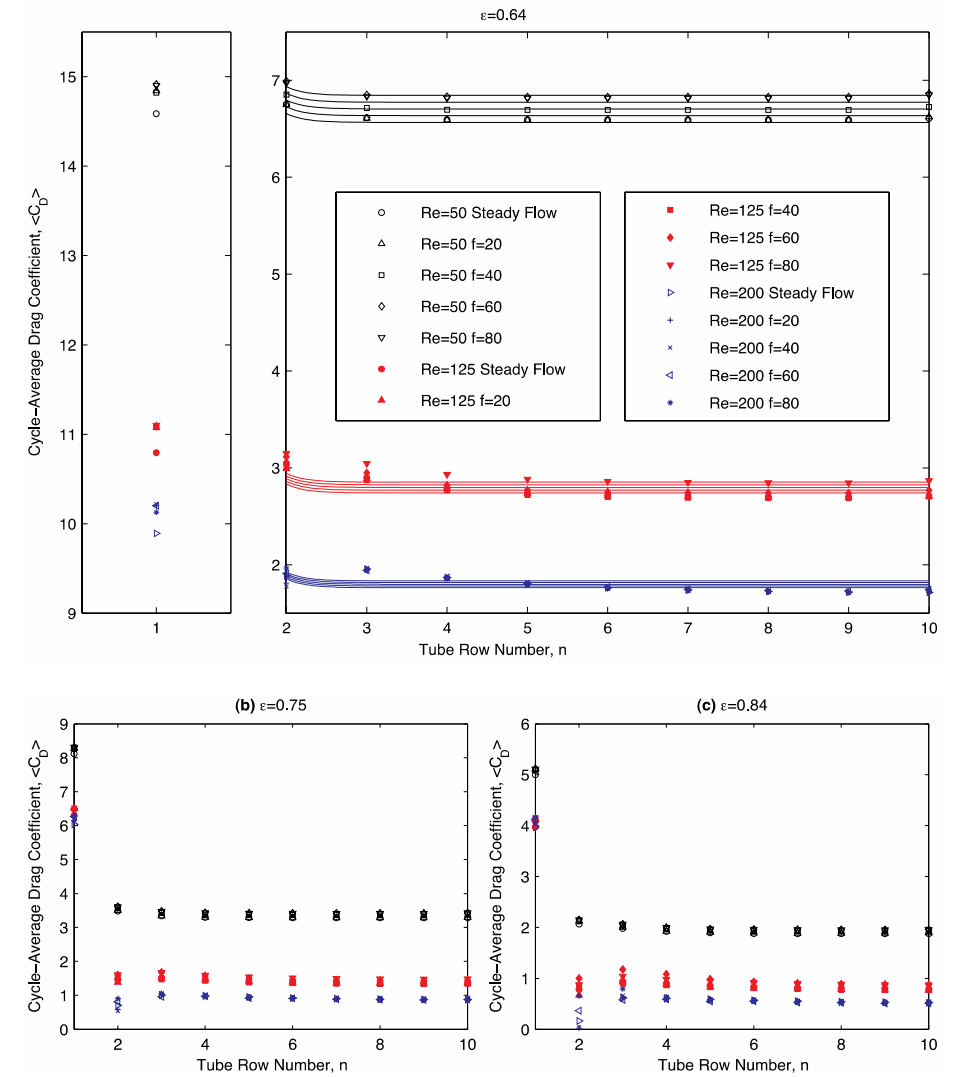 ε=0.64
Cycle–Average Drag Coefficient, <C_D>
15
14
13
12
11
10
9
1
7
6
5
4
3
2
2
3
4
5
6
7
8
9
10
Tube Row Number, n
Re=50 Steady Flow
Re=50 f=20
Re=50 f=40
Re=50 f=60
Re=50 f=80
Re=125 Steady Flow
Re=125 f=20
Re=125 f=40
Re=125 f=60
Re=125 f=80
Re=200 Steady Flow
Re=200 f=20
Re=200 f=40
Re=200 f=60
Re=200 f=80
(b) ε=0.75
Cycle–Average Drag Coefficient, <C_D>
9
8
7
6
5
4
3
2
1
0
2
4
6
8
10
Tube Row Number, n
(c) ε=0.84
Cycle–Average Drag Coefficient, <C_D>
6
5
4
3
2
1
0
2
4
6
8
10
Tube Row Number, n